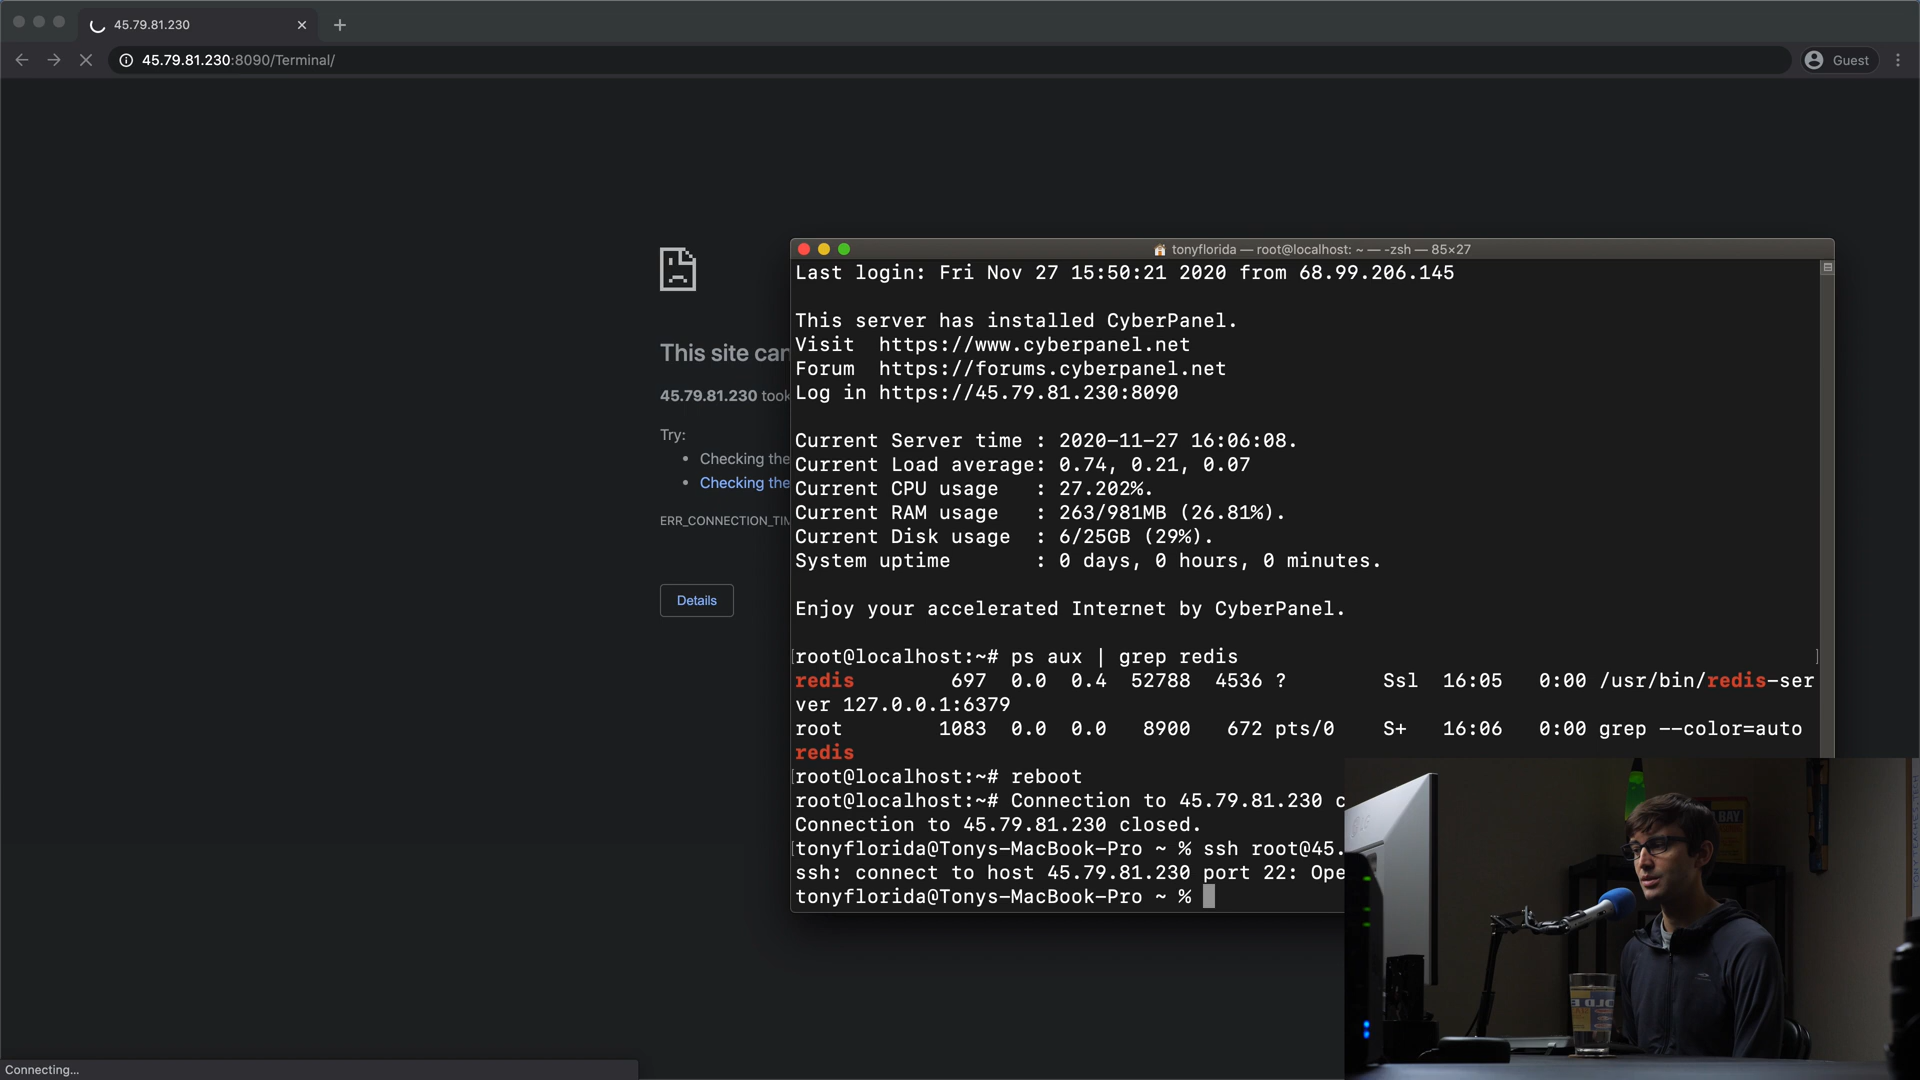 45.79.81.230
45.79.81.230:8090/Terminal/
Guest
This site can
45.79.81.230 took
Try:
Checking the
Checking the
ERR_CONNECTION_TIM
Details
tonyflorida — root@localhost: ~ — -zsh — 85×27
Last login: Fri Nov 27 15:50:21 2020 from 68.99.206.145
This server has installed CyberPanel.
Visit https://www.cyberpanel.net
Forum https://forums.cyberpanel.net
Log in https://45.79.81.230:8090
Current Server time : 2020-11-27 16:06:08.
Current Load average: 0.74, 0.21, 0.07
Current CPU usage : 27.202%.
Current RAM usage : 263/981MB (26.81%).
Current Disk usage : 6/25GB (29%).
System uptime : 0 days, 0 hours, 0 minutes.
Enjoy your accelerated Internet by CyberPanel.
[root@localhost:~# ps aux | grep redis ]
redis 697 0.0 0.4 52788 4536 ? Ssl 16:05 0:00 /usr/bin/redis-ser
ver 127.0.0.1:6379
root 1083 0.0 0.0 8900 672 pts/0 S+ 16:06 0:00 grep --color=auto
redis
[root@localhost:~# reboot
root@localhost:~# Connection to 45.79.81.230 c
Connection to 45.79.81.230 closed.
[tonyflorida@Tonys-MacBook-Pro ~ % ssh root@45.
ssh: connect to host 45.79.81.230 port 22: Ope
tonyflorida@Tonys-MacBook-Pro ~ %
BAY
Connecting...